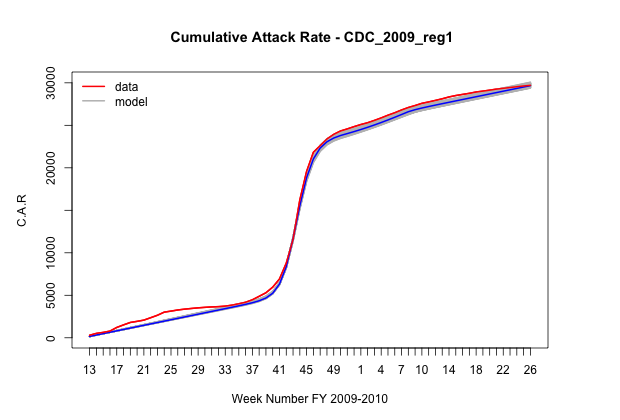 Cumulative Attack Rate - CDC_2009_reg1
data
model
C.A.R
30000
20000
10000
5000
0
13 17 21 25 29 33 37 41 45 49 1 4 7 10 14 18 22 26
Week Number FY 2009-2010